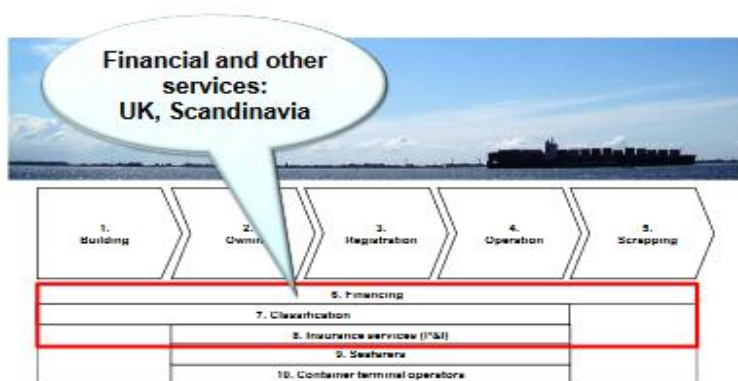 Financial and other
services:
UK, Scandinavia
1.
Building
2.
Owni
3.
Registration
4.
Operation
5.
Scrapping
6. Financing
7. Classification
8. Insurance services (P&I)
9. Seafarers
10. Container terminal operators